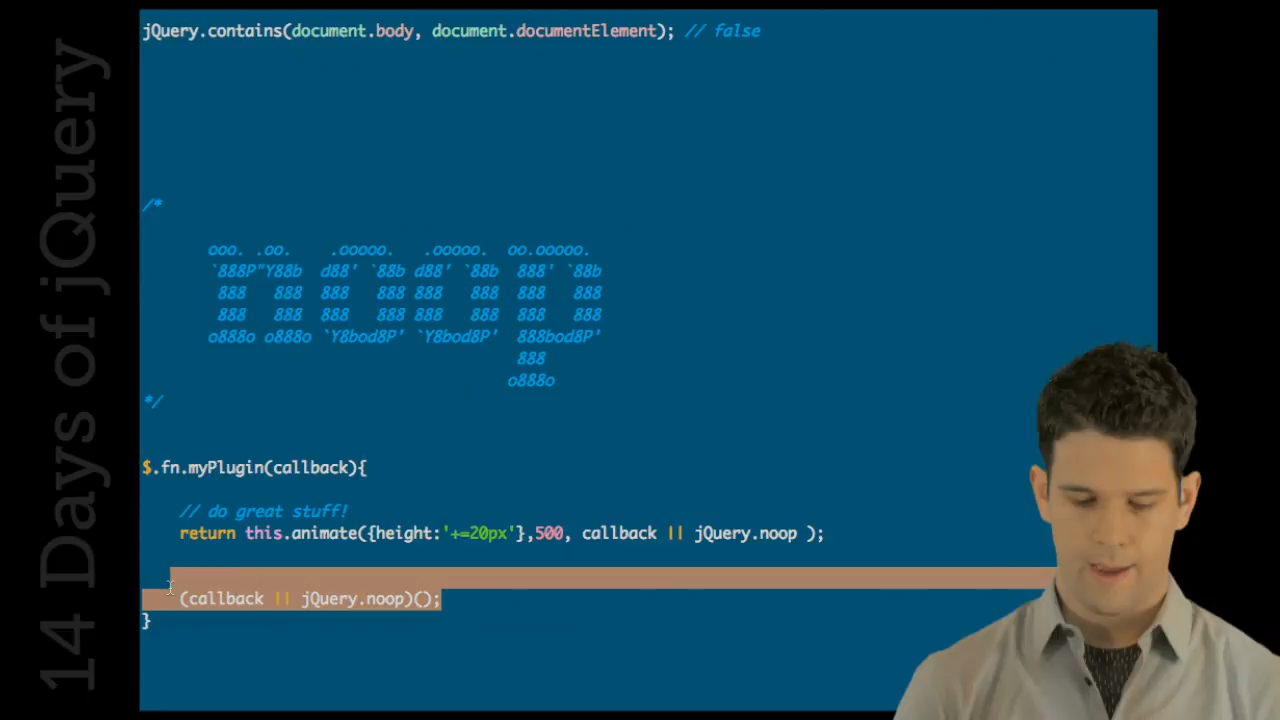 14 Days of jQuery
jQuery.contains(document.body, document.documentElement); // false
/*
ooo. .oo.    .ooooo.   .ooooo.  oo.ooooo.
`888P"Y88b  d88' `88b d88' `88b  888' `88b
888   888  888   888 888   888  888   888
888   888  888   888 888   888  888   888
o888o o888o `Y8bod8P' `Y8bod8P'  888bod8P'
888
o888o
*/
$.fn.myPlugin(callback){
// do great stuff!
return this.animate({height:'+=20px'},500, callback || jQuery.noop );
(callback || jQuery.noop)();
}